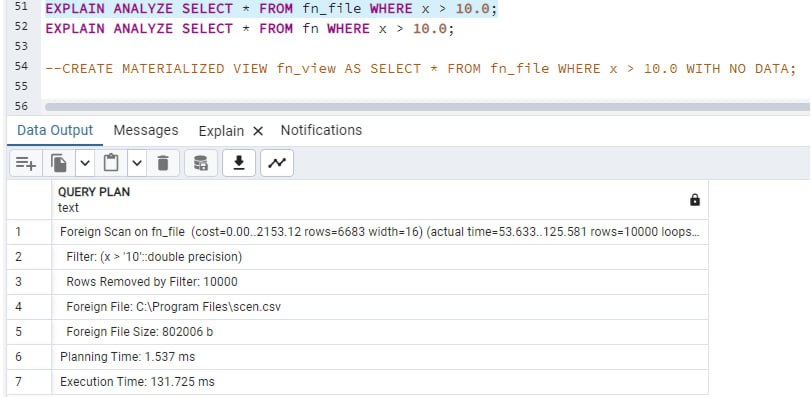 51 EXPLAIN ANALYZE SELECT * FROM fn_file WHERE x > 10.0;
52 EXPLAIN ANALYZE SELECT * FROM fn WHERE x > 10.0;
53
54 --CREATE MATERIALIZED VIEW fn_view AS SELECT * FROM fn_file WHERE x > 10.0 WITH NO DATA;
55
56
Data Output Messages Explain Notifications
QUERY PLAN
text
1 Foreign Scan on fn_file (cost=0.00..2153.12 rows=6683 width=16) (actual time=53.633..125.581 rows=10000 loops...
2 Filter: (x > '10'::double precision)
3 Rows Removed by Filter: 10000
4 Foreign File: C:\Program Files\scen.csv
5 Foreign File Size: 802006 b
6 Planning Time: 1.537 ms
7 Execution Time: 131.725 ms